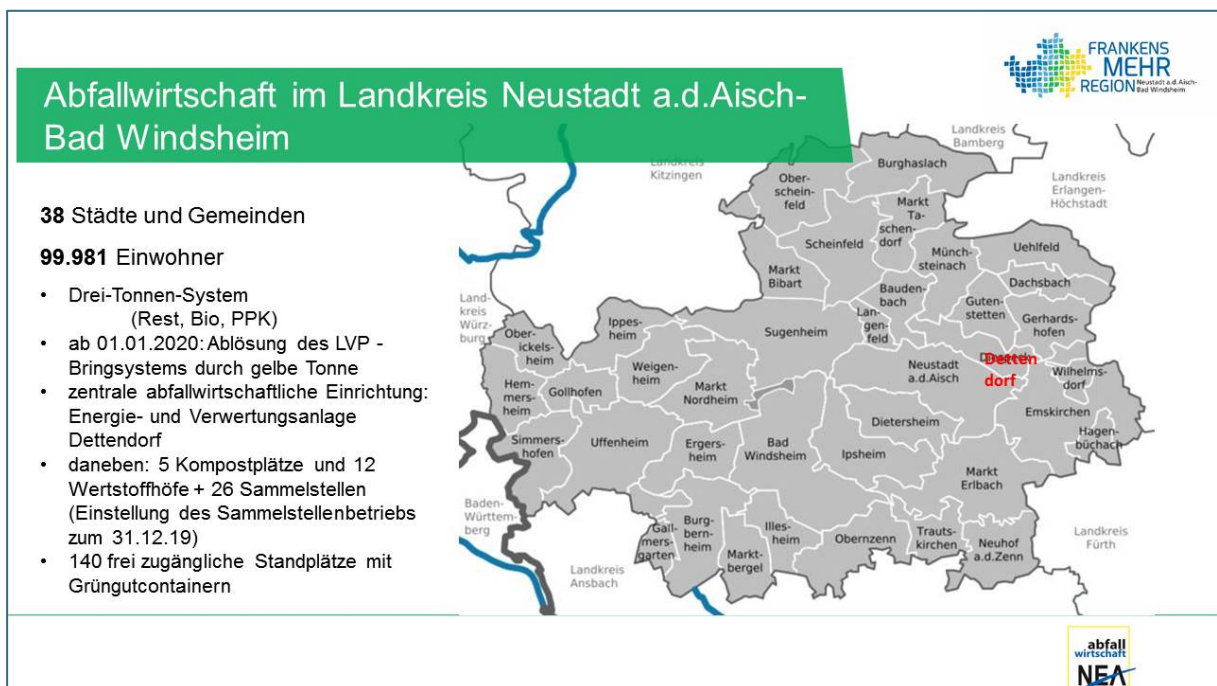 FRANKENS
MEHR
REGION Neustadt a.d.Aisch-
Bad Windsheim
Abfallwirtschaft im Landkreis Neustadt a.d.Aisch-
Bad Windsheim
38 Städte und Gemeinden
99.981 Einwohner
• Drei-Tonnen-System
(Rest, Bio, PPK)
• ab 01.01.2020: Ablösung des LVP -
Bringsystems durch gelbe Tonne
• zentrale abfallwirtschaftliche Einrichtung:
Energie- und Verwertungsanlage
Dettendorf
• daneben: 5 Kompostplätze und 12
Wertstoffhöfe + 26 Sammelstellen
(Einstellung des Sammelstellenbetriebs
zum 31.12.19)
• 140 frei zugängliche Standplätze mit
Grüngutcontainern
Landkreis
Bamberg
Landkreis
Kitzingen
Landkreis
Erlangen-
Höchstadt
Burghaslach
Ober-
schein-
feld
Markt
Ta-
schen-
dorf
Scheinfeld
Münch-
steinach
Uehlfeld
Markt
Bibart
Dachsbach
Bauden-
bach
Guten-
stetten
Gerhards-
hofen
Land-
kreis
Würz-
burg
Ober-
ickels-
heim
Ippes-
heim
Sugenheim
Lan-
gen-
feld
Weigen-
heim
Neustadt
a.d.Aisch
Detten
dorf
Wilhelms-
dorf
Hem-
mers-
heim
Gollhofen
Markt
Nordheim
Emskirchen
Dietersheim
Hagen-
büchach
Simmers-
hofen
Uffenheim
Ergers-
heim
Bad
Windsheim
Ipsheim
Markt
Erlbach
Baden-
Württem-
berg
Gall-
mers-
garten
Burg-
bern-
heim
Markt-
bergel
Illes-
heim
Obernzenn
Trauts-
kirchen
Neuhof
a.d.Zenn
Landkreis
Fürth
Landkreis
Ansbach
abfall
wirtschaft
NEA